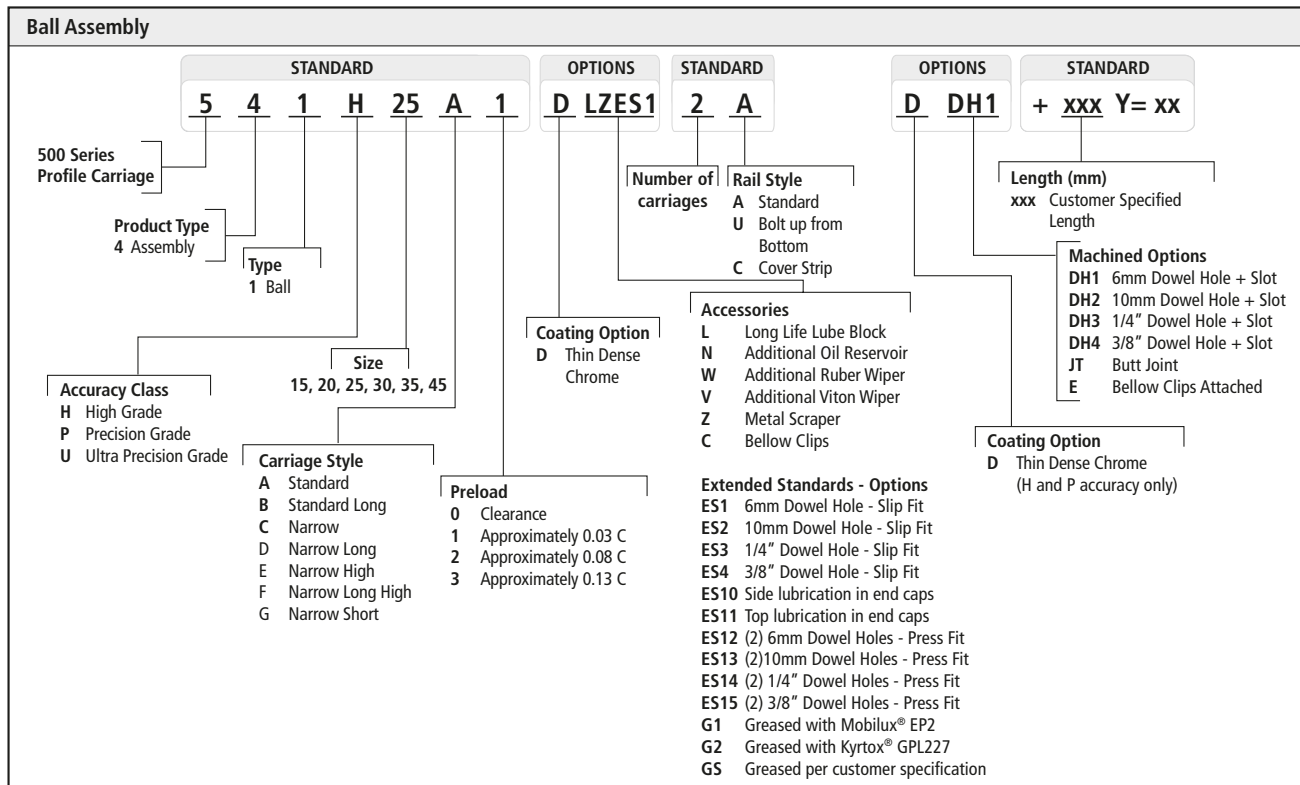 Ball Assembly
STANDARD OPTIONS STANDARD OPTIONS STANDARD
5 4 1 H 25 A 1 D LZES1 2 A D DH1 + xxx Y= xx
500 Series
Profile Carriage
Product Type
4 Assembly
Type
1 Ball
Accuracy Class
H High Grade
P Precision Grade
U Ultra Precision Grade
Size
15, 20, 25, 30, 35, 45
Carriage Style
A Standard
B Standard Long
C Narrow
D Narrow Long
E Narrow High
F Narrow Long High
G Narrow Short
Preload
0 Clearance
1 Approximately 0.03 C
2 Approximately 0.08 C
3 Approximately 0.13 C
Coating Option
D Thin Dense
Chrome
Number of
carriages
Rail Style
A Standard
U Bolt up from
Bottom
C Cover Strip
Accessories
L Long Life Lube Block
N Additional Oil Reservoir
W Additional Ruber Wiper
V Additional Viton Wiper
Z Metal Scraper
C Bellow Clips
Extended Standards - Options
ES1 6mm Dowel Hole - Slip Fit
ES2 10mm Dowel Hole - Slip Fit
ES3 1/4" Dowel Hole - Slip Fit
ES4 3/8" Dowel Hole - Slip Fit
ES10 Side lubrication in end caps
ES11 Top lubrication in end caps
ES12 (2) 6mm Dowel Holes - Press Fit
ES13 (2)10mm Dowel Holes - Press Fit
ES14 (2) 1/4" Dowel Holes - Press Fit
ES15 (2) 3/8" Dowel Holes - Press Fit
G1 Greased with Mobilux® EP2
G2 Greased with Kyrtox® GPL227
GS Greased per customer specification
Length (mm)
xxx Customer Specified
Length
Machined Options
DH1 6mm Dowel Hole + Slot
DH2 10mm Dowel Hole + Slot
DH3 1/4" Dowel Hole + Slot
DH4 3/8" Dowel Hole + Slot
JT Butt Joint
E Bellow Clips Attached
Coating Option
D Thin Dense Chrome
(H and P accuracy only)